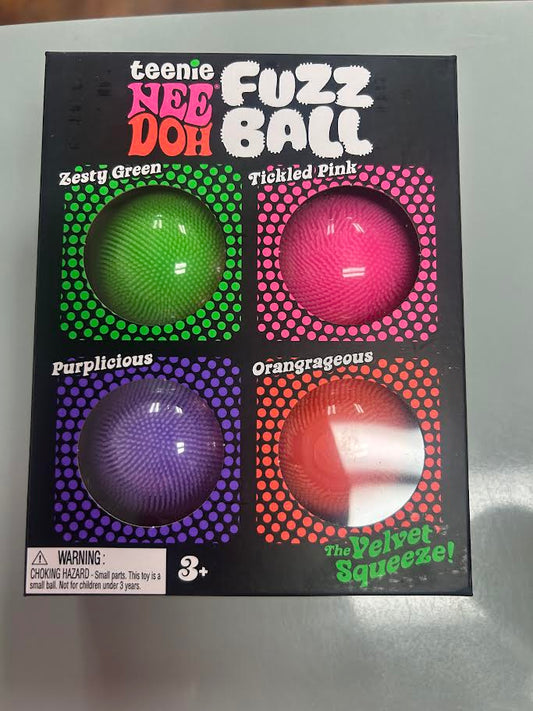 teenie
NEE
DOH®
FUZZ
BALL
Zesty Green
Tickled Pink
Purplicious
Orangrageous
The Velvet
Squeeze!
⚠ WARNING:
CHOKING HAZARD - Small parts. This toy is a
small ball. Not for children under 3 years.
3+